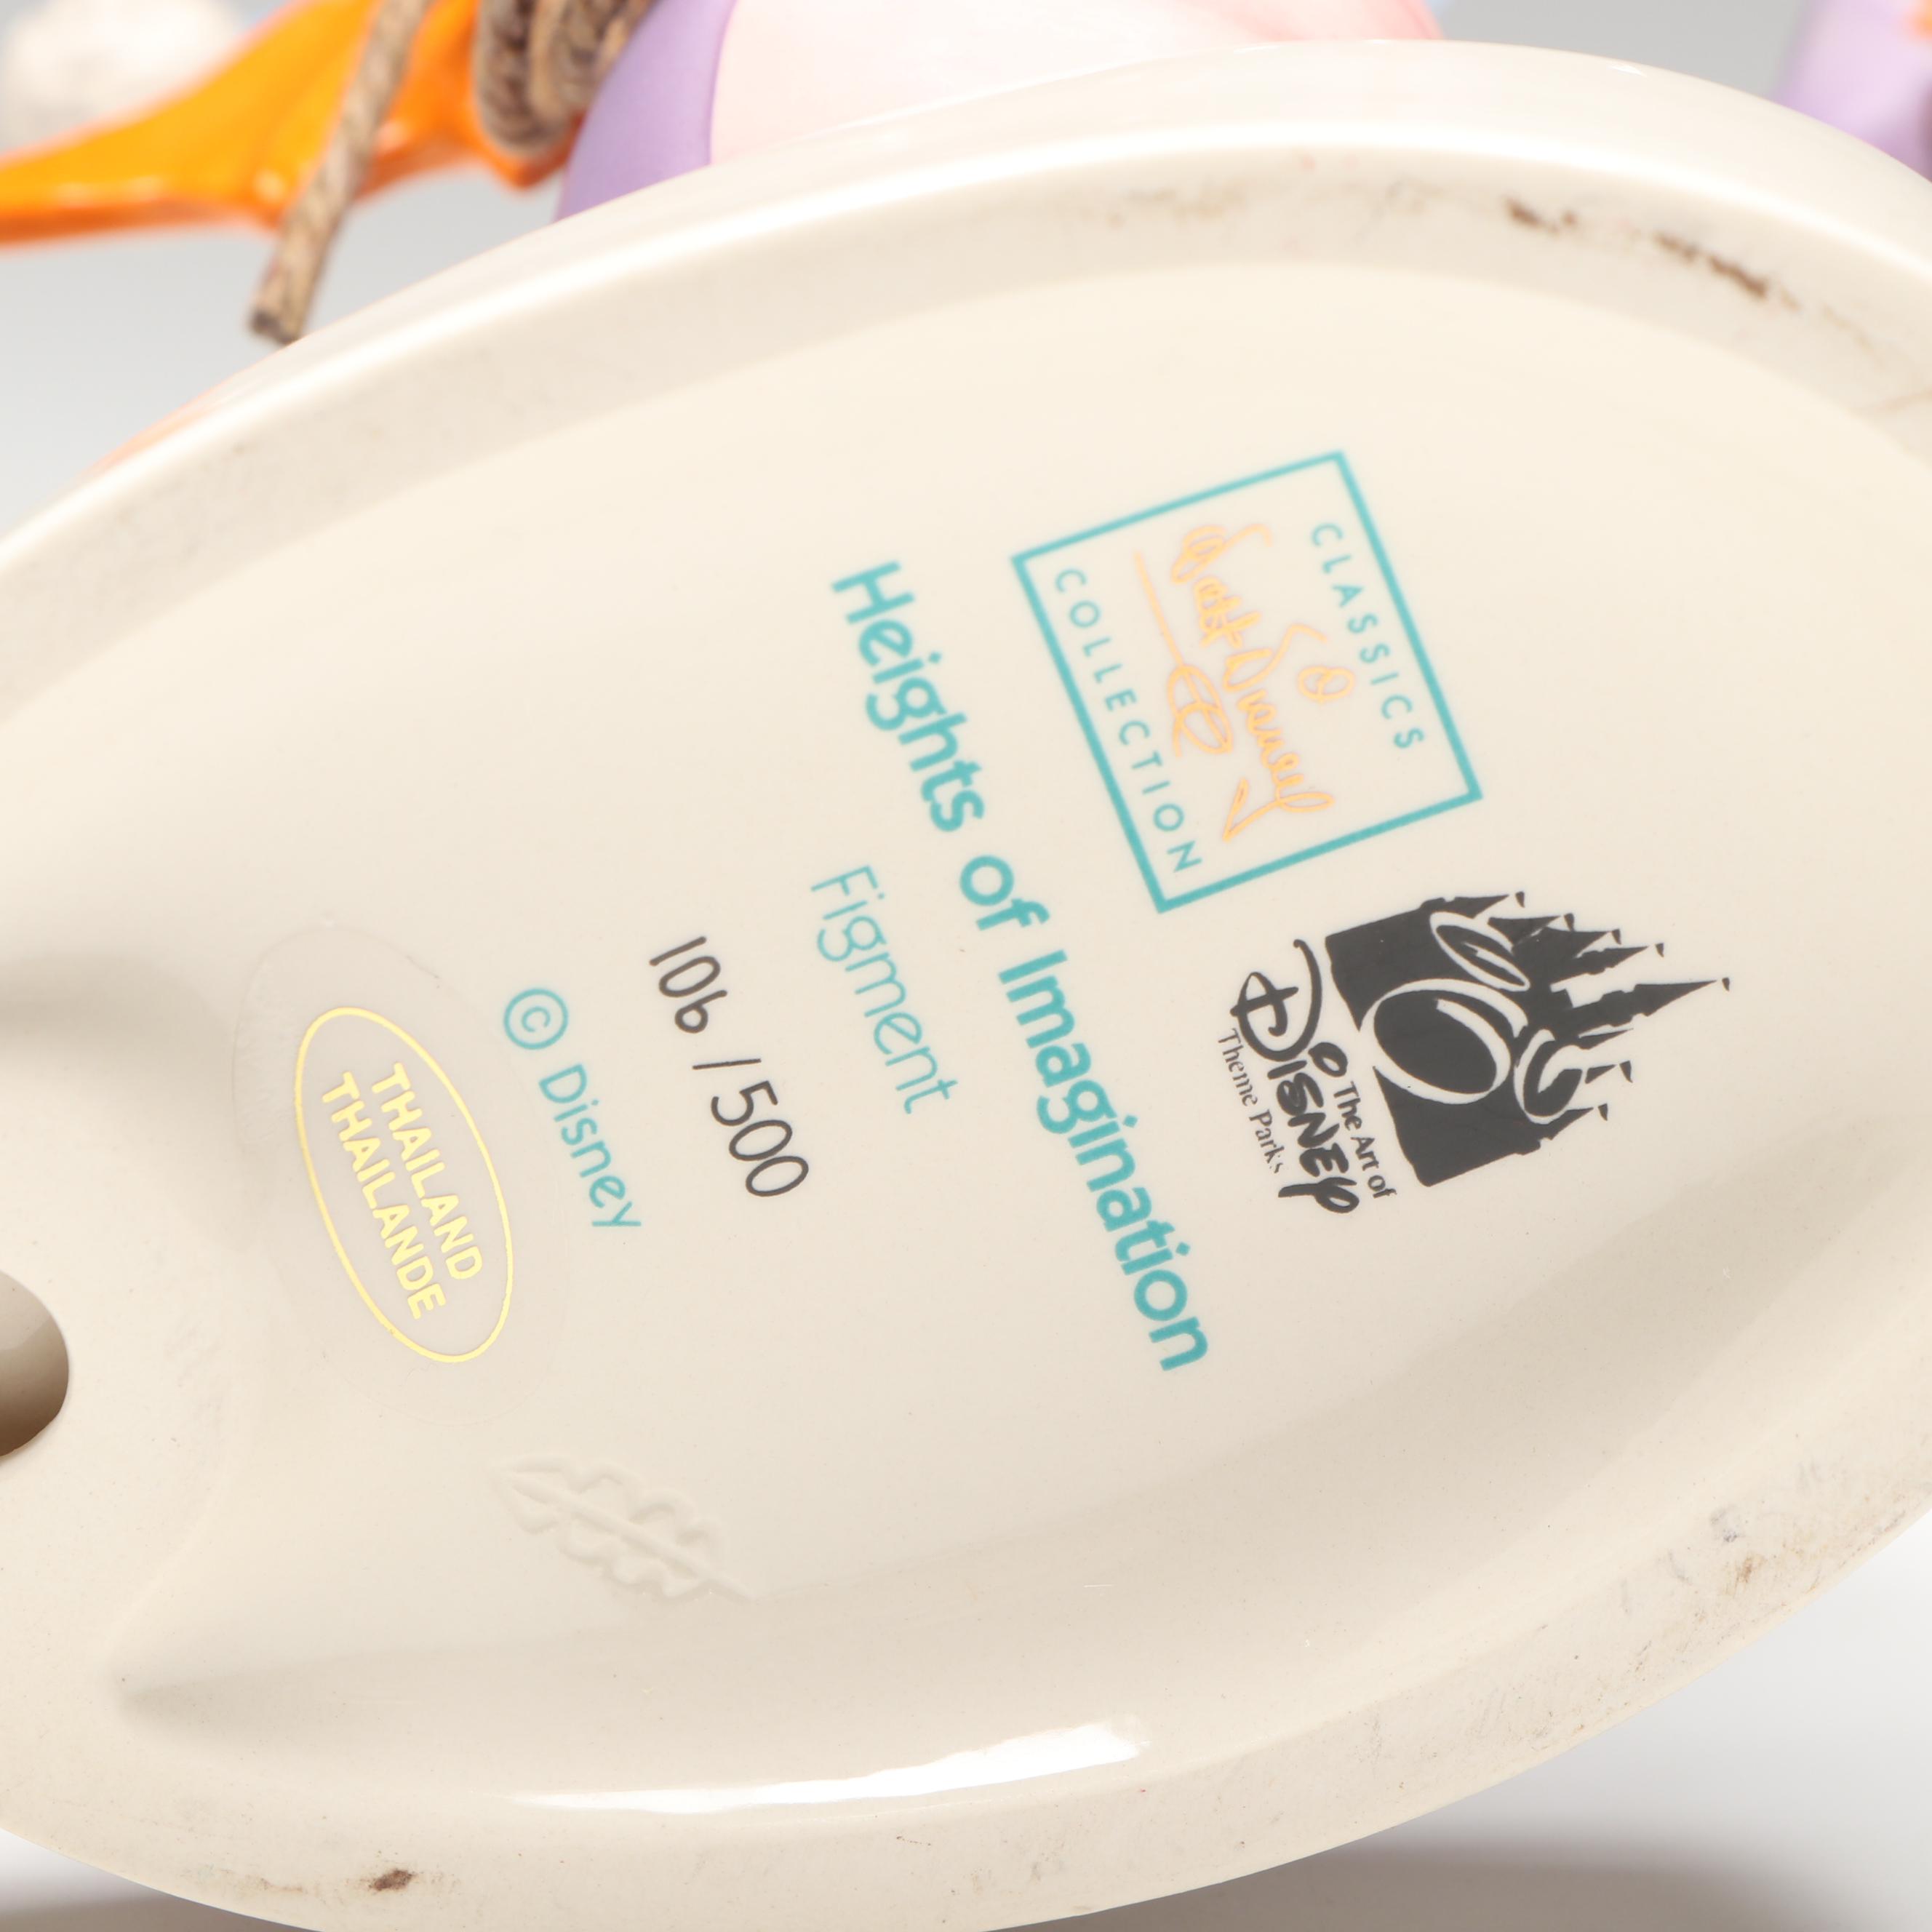 CLASSICS
Walt Disney
COLLECTION
The Art of
Disney
Theme Parks
Heights of Imagination
Figment
106 / 500
© Disney
THAILAND
THAILANDE